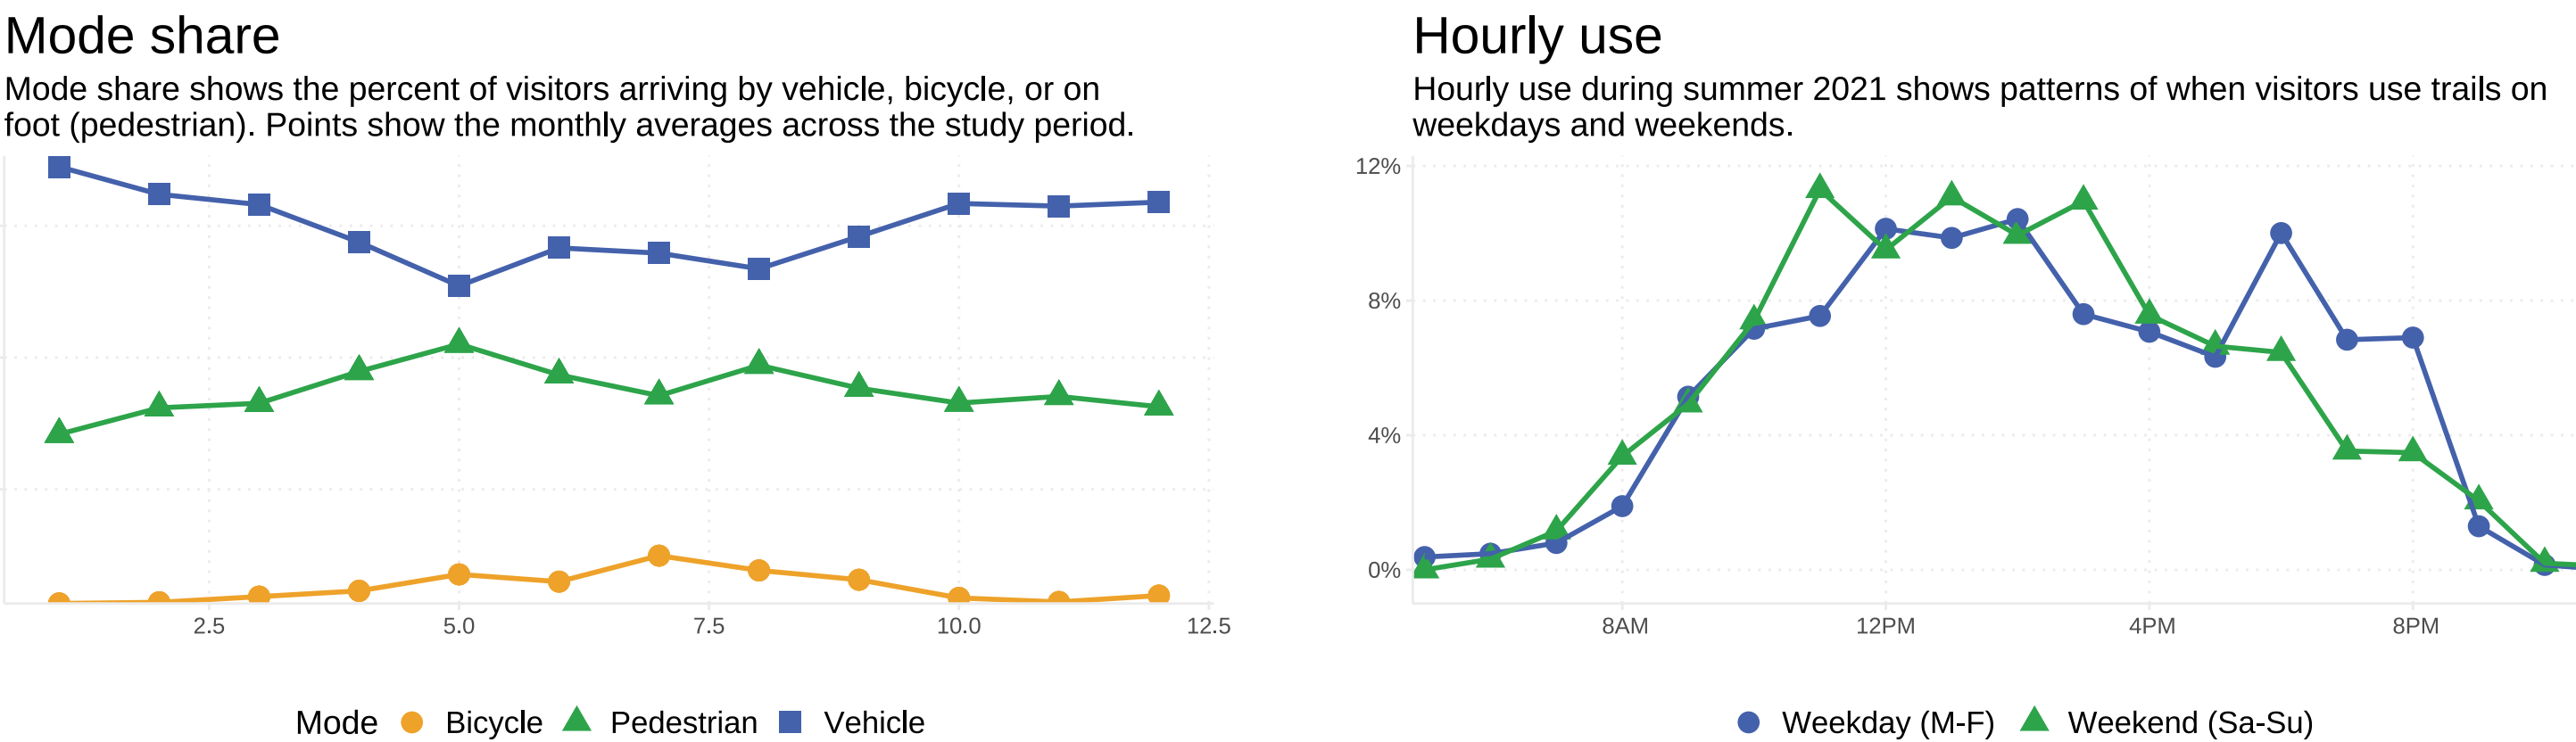 Mode share
Mode share shows the percent of visitors arriving by vehicle, bicycle, or on
foot (pedestrian). Points show the monthly averages across the study period.
2.5 5.0 7.5 10.0 12.5
Mode Bicycle Pedestrian Vehicle
Hourly use
Hourly use during summer 2021 shows patterns of when visitors use trails on
weekdays and weekends.
12%
8%
4%
0%
8AM 12PM 4PM 8PM
Weekday (M-F) Weekend (Sa-Su)